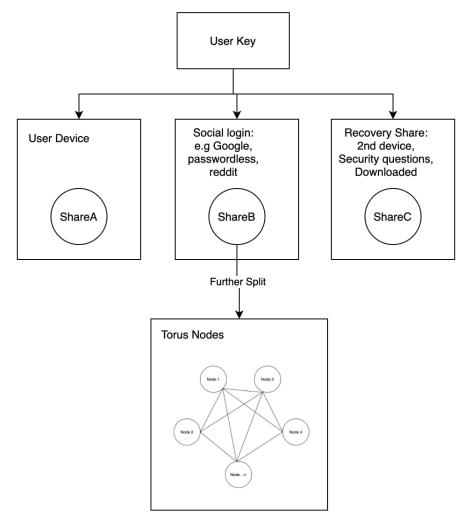 User Key
User Device
ShareA
Social login:
e.g Google,
passwordless,
reddit
ShareB
Recovery Share:
2nd device,
Security questions,
Downloaded
ShareC
Further Split
Torus Nodes
Node 1
Node 3
Node 2
Node 4
Node ...n